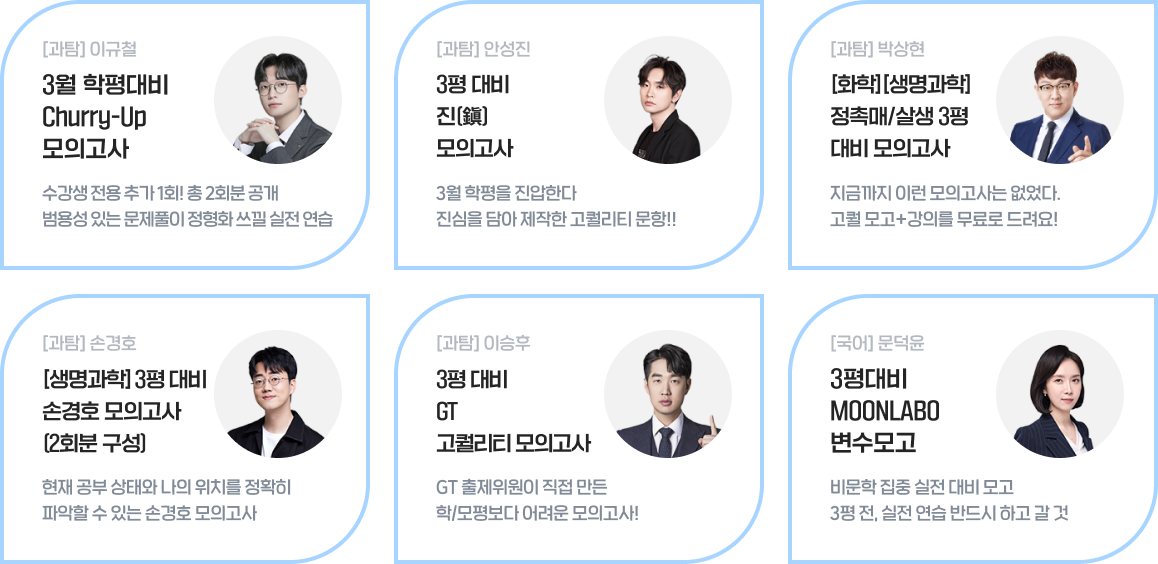 [과탐] 이규철
3월 학평대비
Churry-Up
모의고사
수강생 전용 추가 1회! 총 2회분 공개
범용성 있는 문제풀이 정형화 쓰낄 실전 연습
[과탐] 안성진
3평 대비
진(鎭)
모의고사
3월 학평을 진압한다
진심을 담아 제작한 고퀄리티 문항!!
[과탐] 박상현
[화학][생명과학]
정촉매/살생 3평
대비 모의고사
지금까지 이런 모의고사는 없었다.
고퀄 모고+강의를 무료로 드려요!
[과탐] 손경호
[생명과학] 3평 대비
손경호 모의고사
(2회분 구성)
현재 공부 상태와 나의 위치를 정확히
파악할 수 있는 손경호 모의고사
[과탐] 이승후
3평 대비
GT
고퀄리티 모의고사
GT 출제위원이 직접 만든
학/모평보다 어려운 모의고사!
[국어] 문덕윤
3평대비
MOONLABO
변수모고
비문학 집중 실전 대비 모고
3평 전, 실전 연습 반드시 하고 갈 것